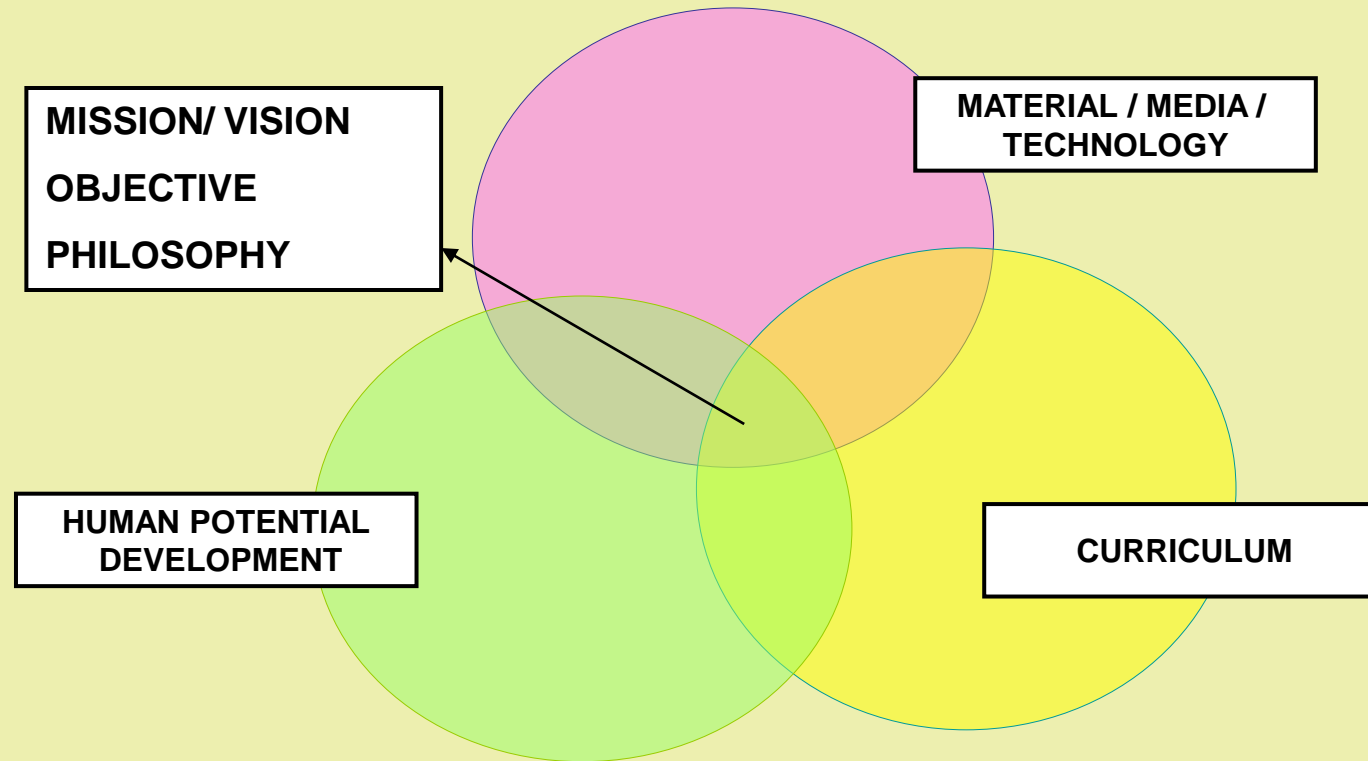 MISSION/ VISION
OBJECTIVE
PHILOSOPHY
MATERIAL / MEDIA /
TECHNOLOGY
HUMAN POTENTIAL
DEVELOPMENT
CURRICULUM